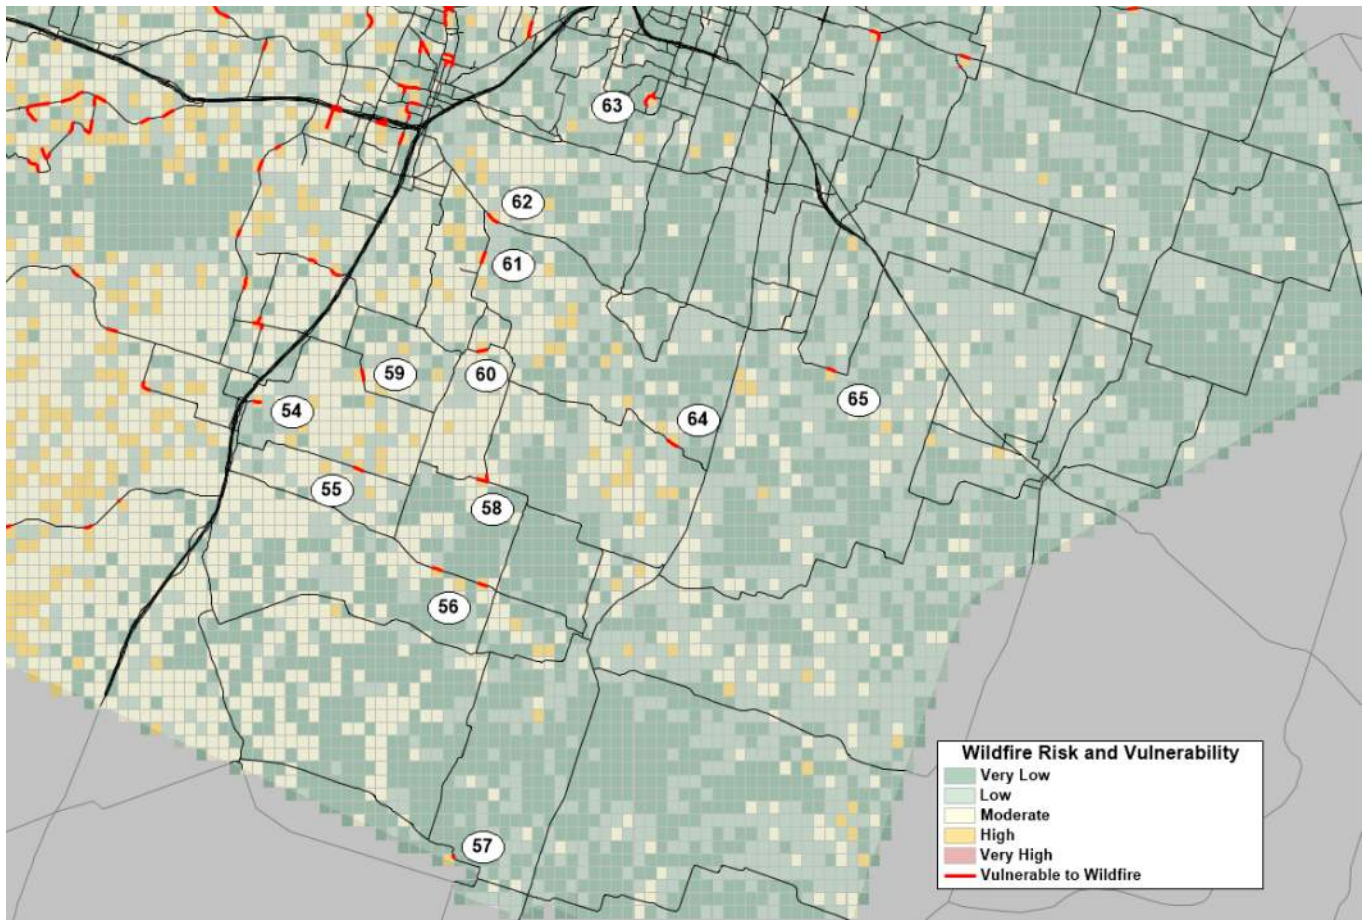 63
62
61
59
60
54
65
64
55
58
56
57
Wildfire Risk and Vulnerability
Very Low
Low
Moderate
High
Very High
Vulnerable to Wildfire